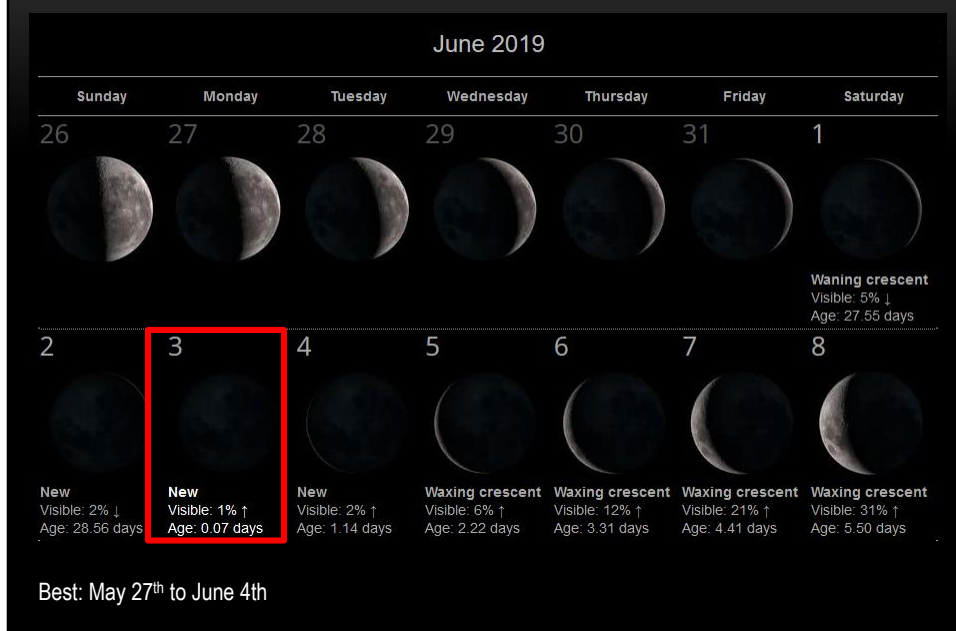 June 2019
Sunday Monday Tuesday Wednesday Thursday Friday Saturday
26 27 28 29 30 31 1
Waning crescent
Visible: 5% ↓
Age: 27.55 days
2 3 4 5 6 7 8
New New New Waxing crescent Waxing crescent Waxing crescent Waxing crescent
Visible: 2% ↓ Visible: 1% ↑ Visible: 2% ↑ Visible: 6% ↑ Visible: 12% ↑ Visible: 21% ↑ Visible: 31% ↑
Age: 28.56 days Age: 0.07 days Age: 1.14 days Age: 2.22 days Age: 3.31 days Age: 4.41 days Age: 5.50 days
Best: May 27th to June 4th